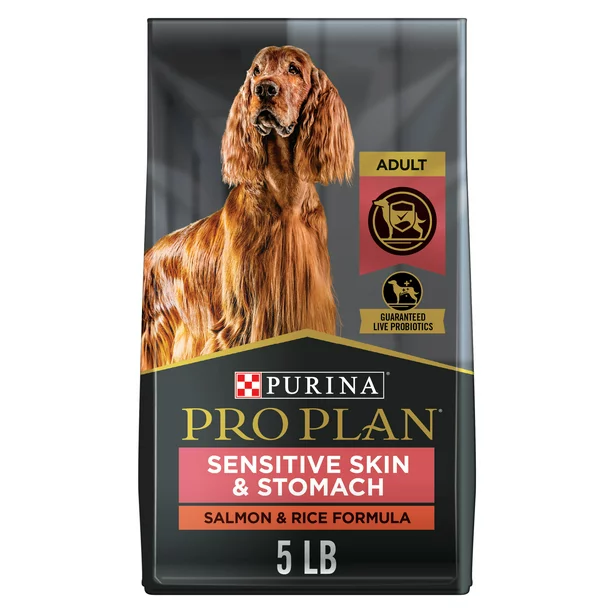 ADULT
GUARANTEED
LIVE PROBIOTICS
PURINA®
PRO PLAN®
SENSITIVE SKIN
& STOMACH
SALMON & RICE FORMULA
5 LB